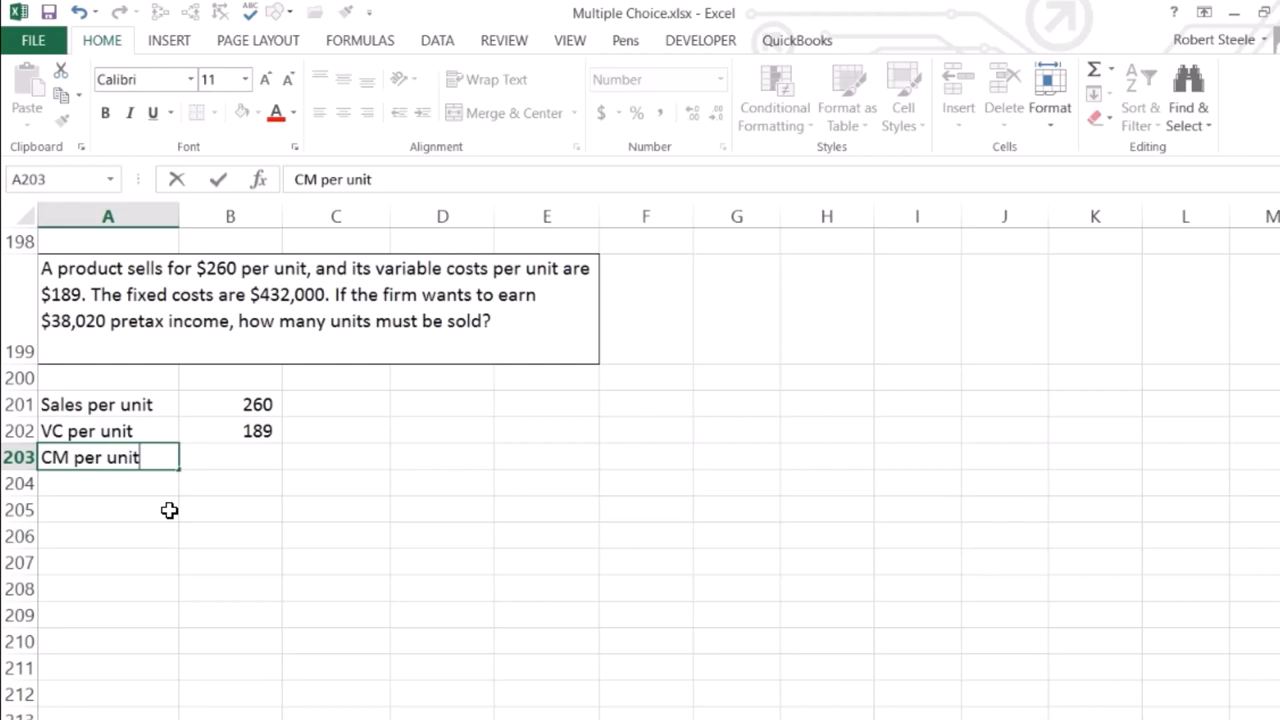 Multiple Choice.xlsx - Excel
?
FILE HOME INSERT PAGE LAYOUT FORMULAS DATA REVIEW VIEW Pens DEVELOPER QuickBooks Robert Steele
Paste
Calibri 11 A A
B I U A
Wrap Text
Merge & Center
Number
$ % ,
Conditional Formatting
Format as Table
Cell Styles
Insert Delete Format
Sort & Filter
Find & Select
Clipboard Font Alignment Number Styles Cells Editing
A203 fx CM per unit
A B C D E F G H I J K L M
198
199 A product sells for $260 per unit, and its variable costs per unit are
$189. The fixed costs are $432,000. If the firm wants to earn
$38,020 pretax income, how many units must be sold?
200
201 Sales per unit 260
202 VC per unit 189
203 CM per unit
204
205
206
207
208
209
210
211
212
213